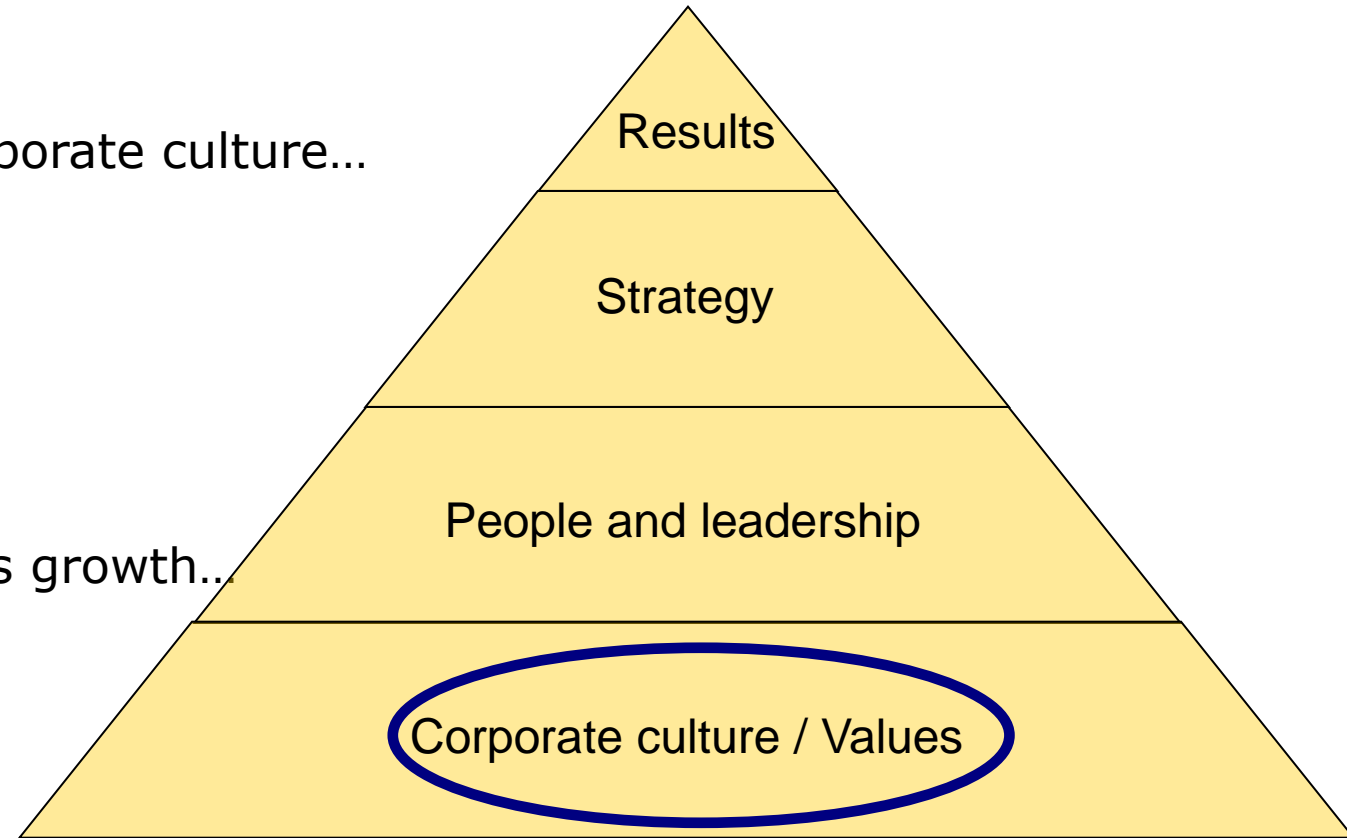 Results
porate culture…
Strategy
People and leadership
s growth…
Corporate culture / Values